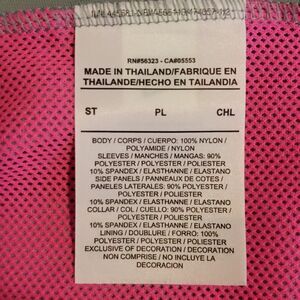 RN#56323 - CA#05553
MADE IN THAILAND/FABRIQUE EN
THAILANDE/HECHO EN TAILANDIA
ST PL CHL
BODY / CORPS / CUERPO: 100% NYLON /
POLYAMIDE / NYLON
SLEEVES / MANCHES / MANGAS: 90%
POLYESTER / POLYESTER / POLIESTER
10% SPANDEX / ELASTHANNE / ELASTANO
SIDE PANELS / PANNEAUX DE COTES /
PANELES LATERALES: 90% POLYESTER /
POLYESTER / POLIESTER
10% SPANDEX / ELASTHANNE / ELASTANO
COLLAR / COL / CUELLO: 90% POLYESTER /
POLYESTER / POLIESTER
10% SPANDEX / ELASTHANNE / ELASTANO
LINING / DOUBLURE / FORRO: 100%
POLYESTER / POLYESTER / POLIESTER
EXCLUSIVE OF DECORATION / DECORATION
NON COMPRISE / NO INCLUYE LA
DECORACION